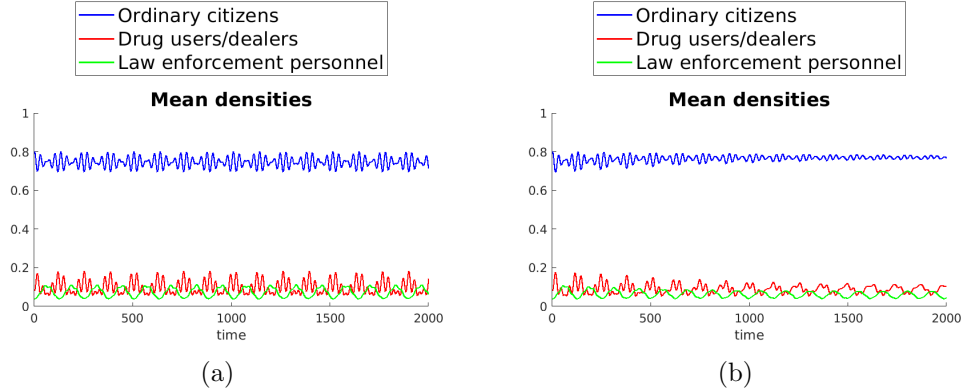 Ordinary citizens
Drug users/dealers
Law enforcement personnel
Mean densities
1
0.8
0.6
0.4
0.2
0
0
500
1000
1500
2000
time
(a)
Ordinary citizens
Drug users/dealers
Law enforcement personnel
Mean densities
1
0.8
0.6
0.4
0.2
0
0
500
1000
1500
2000
time
(b)